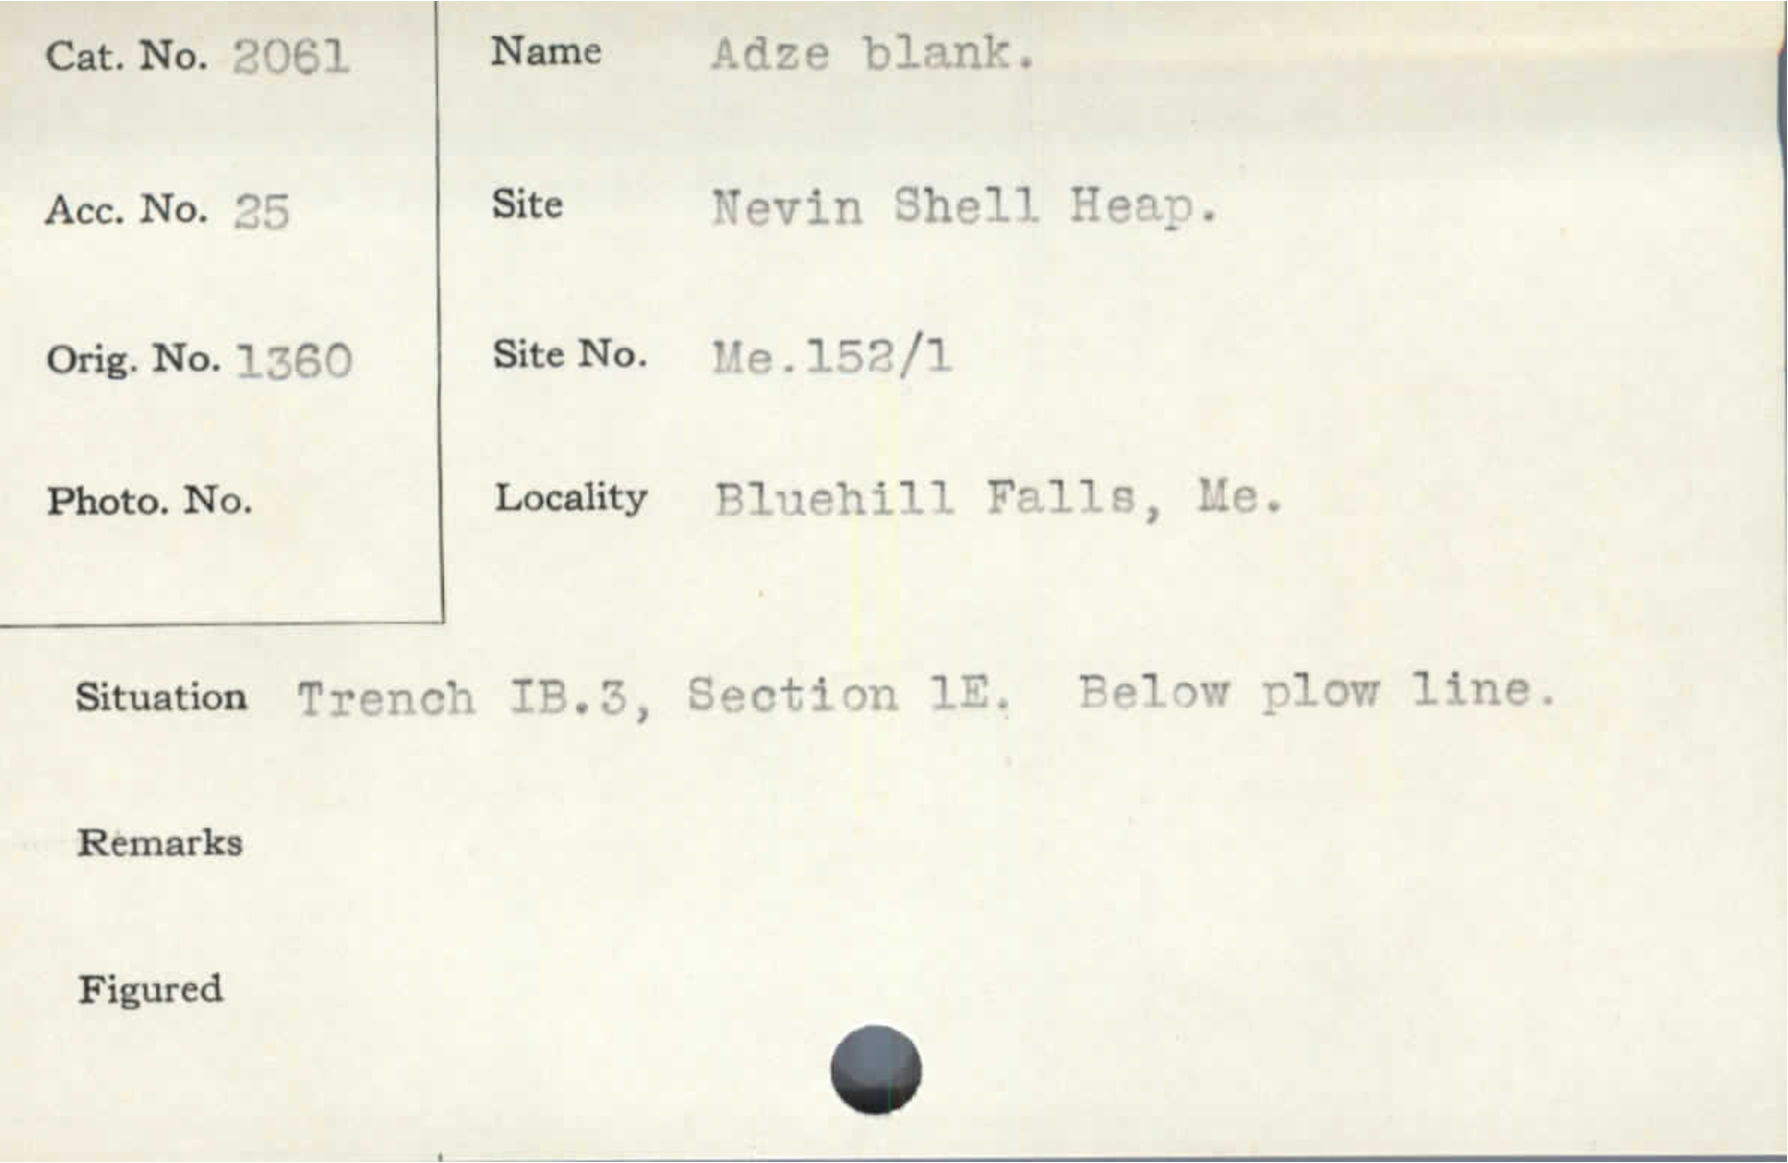 Cat. No. 2061
Name Adze blank.
Acc. No. 25
Site Nevin Shell Heap.
Orig. No. 1360
Site No. Me.152/1
Photo. No.
Locality Bluehill Falls, Me.
Situation Trench IB.3, Section 1E. Below plow line.
Remarks
Figured